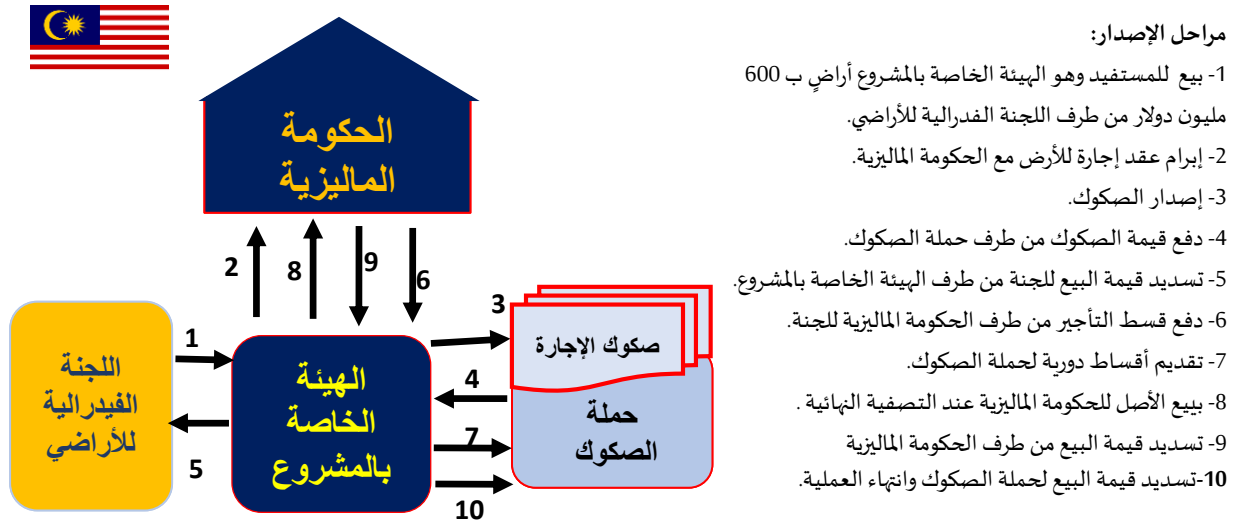 مراحل الإصدار:
1- بيع للمستفيد وهو الهيئة الخاصة بالمشروع أراضٍ ب 600
مليون دولار من طرف اللجنة الفدرالية للأراضي.
2- إبرام عقد إجارة للأرض مع الحكومة الماليزية.
3- إصدار الصكوك.
4- دفع قيمة الصكوك من طرف حملة الصكوك.
5- تسديد قيمة البيع للجنة من طرف الهيئة الخاصة بالمشروع.
6- دفع قسط التأجير من طرف الحكومة الماليزية للجنة.
7- تقديم أقساط دورية لحملة الصكوك.
8- بييع الأصل للحكومة الماليزية عند التصفية النهائية .
9- تسديد قيمة البيع من طرف الحكومة الماليزية
10-تسديد قيمة البيع لحملة الصكوك وانتهاء العملية.
الحكومة
الماليزية
2
8
9
6
3
صكوك الإجارة
حملة
الصكوك
4
7
10
الهيئة
الخاصة
بالمشروع
1
5
اللجنة
الفيدرالية
للأراضي